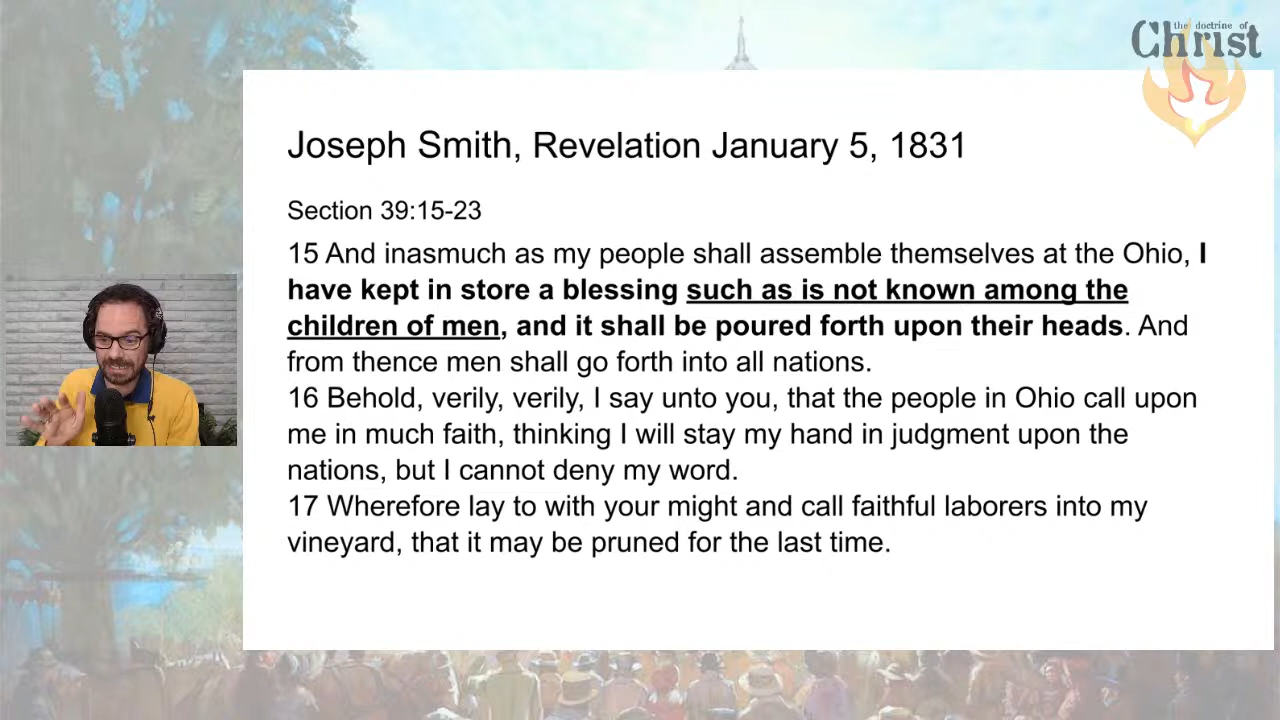 the doctrine of
Christ
Joseph Smith, Revelation January 5, 1831
Section 39:15-23
15 And inasmuch as my people shall assemble themselves at the Ohio, I
have kept in store a blessing such as is not known among the
children of men, and it shall be poured forth upon their heads. And
from thence men shall go forth into all nations.
16 Behold, verily, verily, I say unto you, that the people in Ohio call upon
me in much faith, thinking I will stay my hand in judgment upon the
nations, but I cannot deny my word.
17 Wherefore lay to with your might and call faithful laborers into my
vineyard, that it may be pruned for the last time.